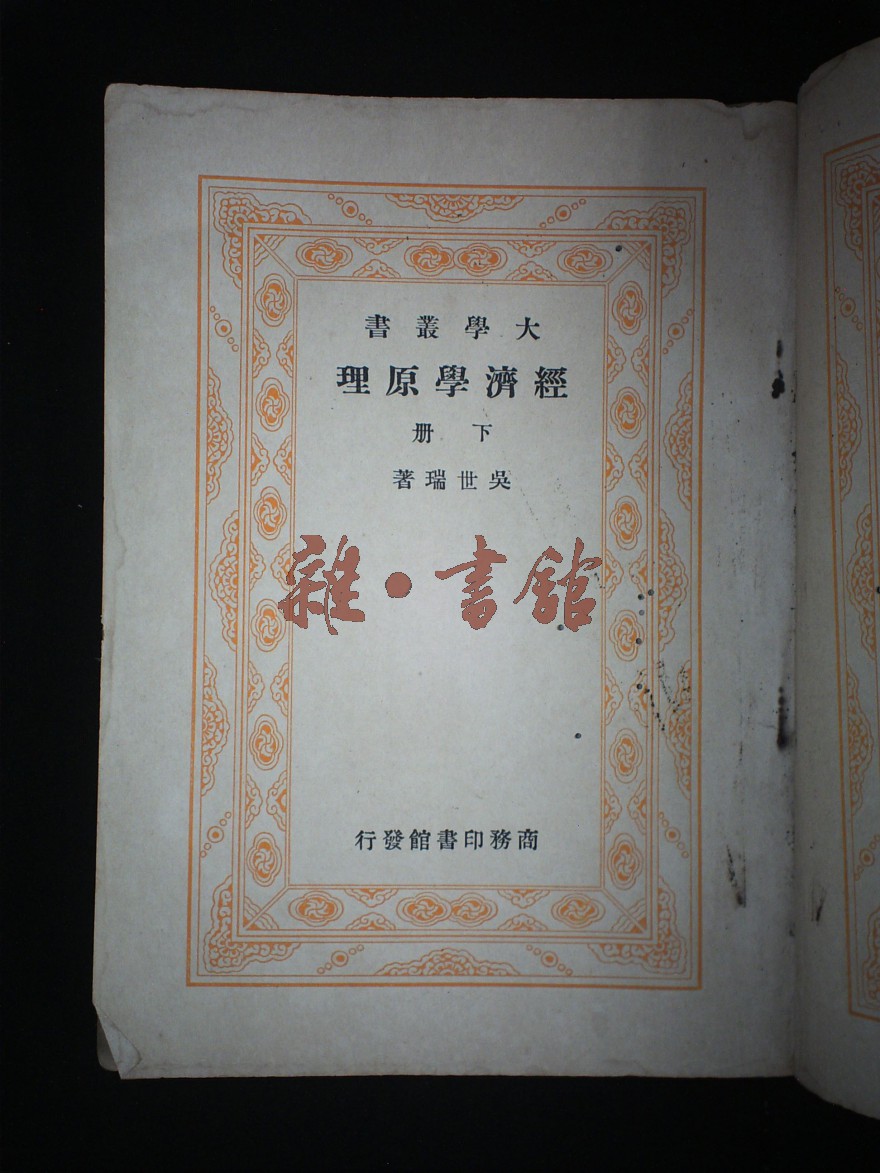 大學叢書
經濟學原理
下册
吳世瑞著
雜·書館
商務印書館發行